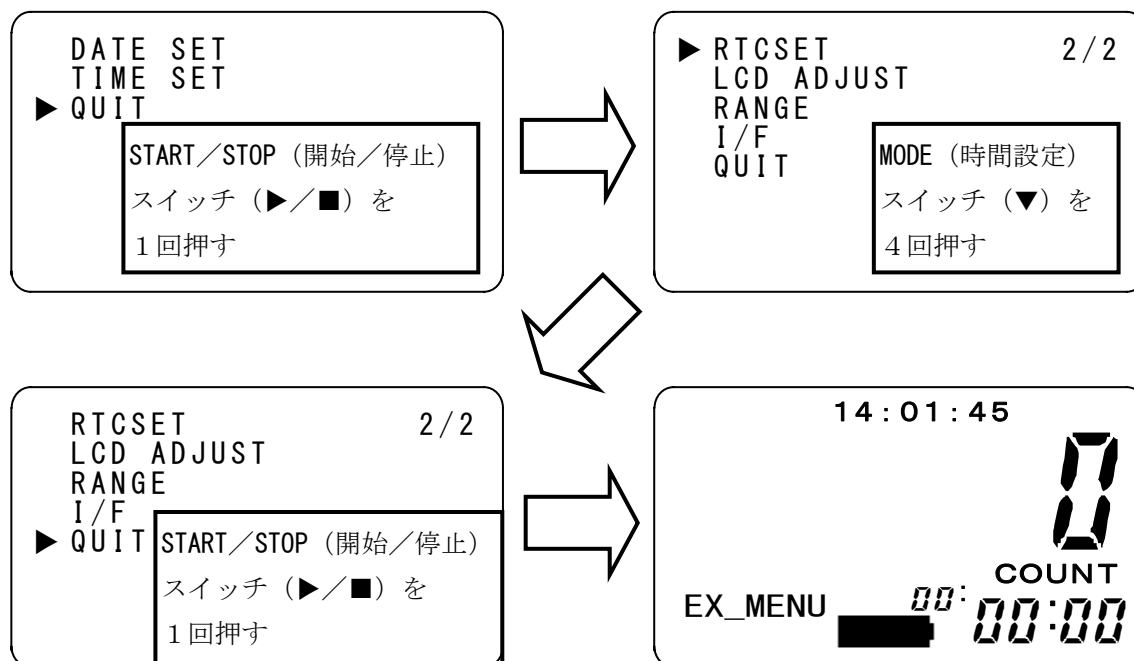 DATE SET
TIME SET
▶ QUIT
START／STOP（開始／停止）
スイッチ（▶／■）を
１回押す
▶ RTCSET 2/2
LCD ADJUST
RANGE
I/F
QUIT
MODE（時間設定）
スイッチ（▼）を
４回押す
RTCSET 2/2
LCD ADJUST
RANGE
I/F
▶ QUIT
START／STOP（開始／停止）
スイッチ（▶／■）を
１回押す
14:01:45
0
COUNT
EX_MENU 00: 00:00